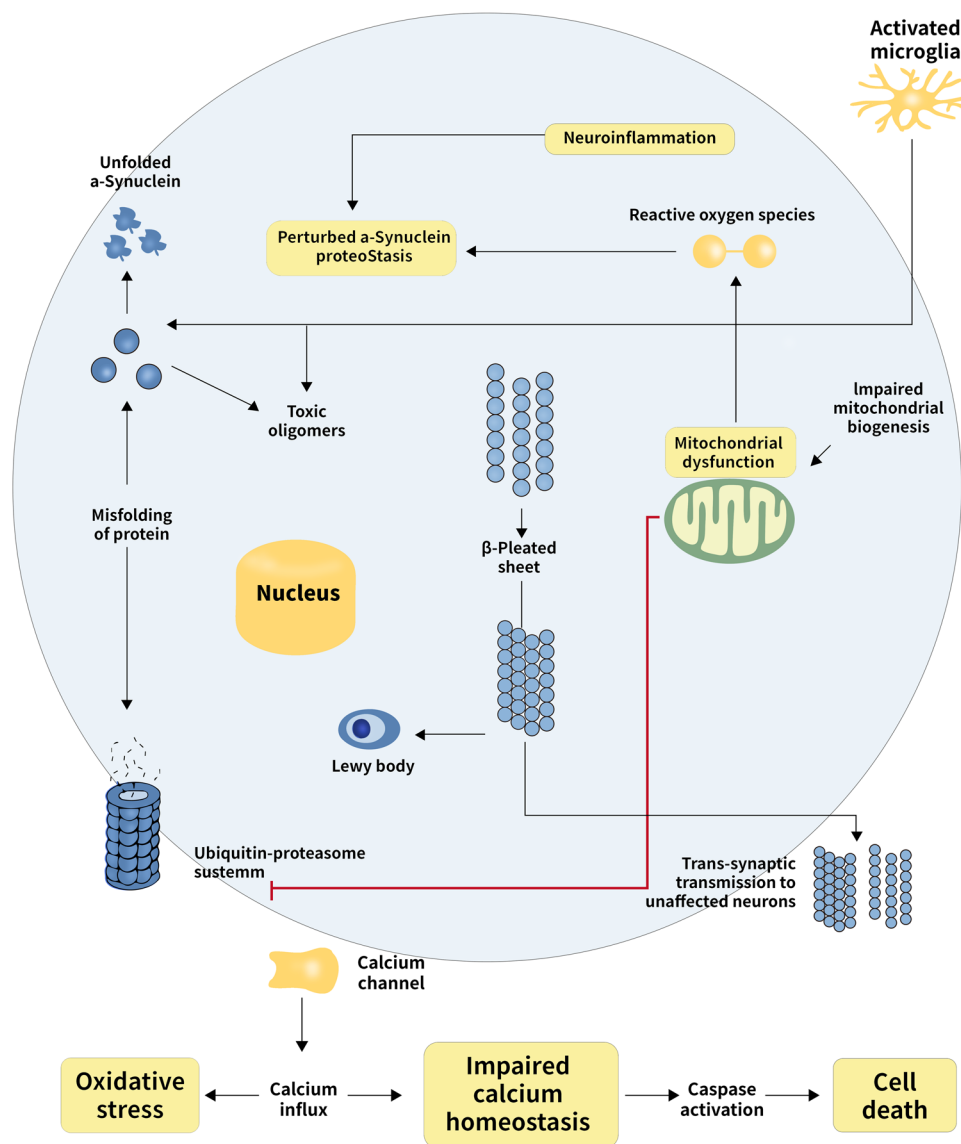 Activated
microglia
Neuroinflammation
Unfolded
a-Synuclein
Reactive oxygen species
Perturbed a-Synuclein
proteoStasis
Impaired
mitochondrial
biogenesis
Toxic
oligomers
Mitochondrial
dysfunction
Misfolding
of protein
β-Pleated
sheet
Nucleus
Lewy body
Ubiquitin-proteasome
sustemm
Trans-synaptic
transmission to
unaffected neurons
Calcium
channel
Oxidative
stress
Calcium
influx
Impaired
calcium
homeostasis
Caspase
activation
Cell
death